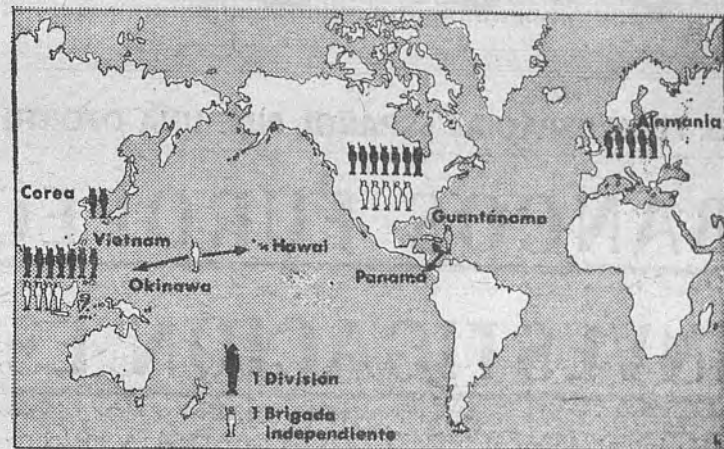 Alemania
Corea
Guantánamo
Vietnam
Hawai
Panamá
Okinawa
1 División
1 Brigada
independiente